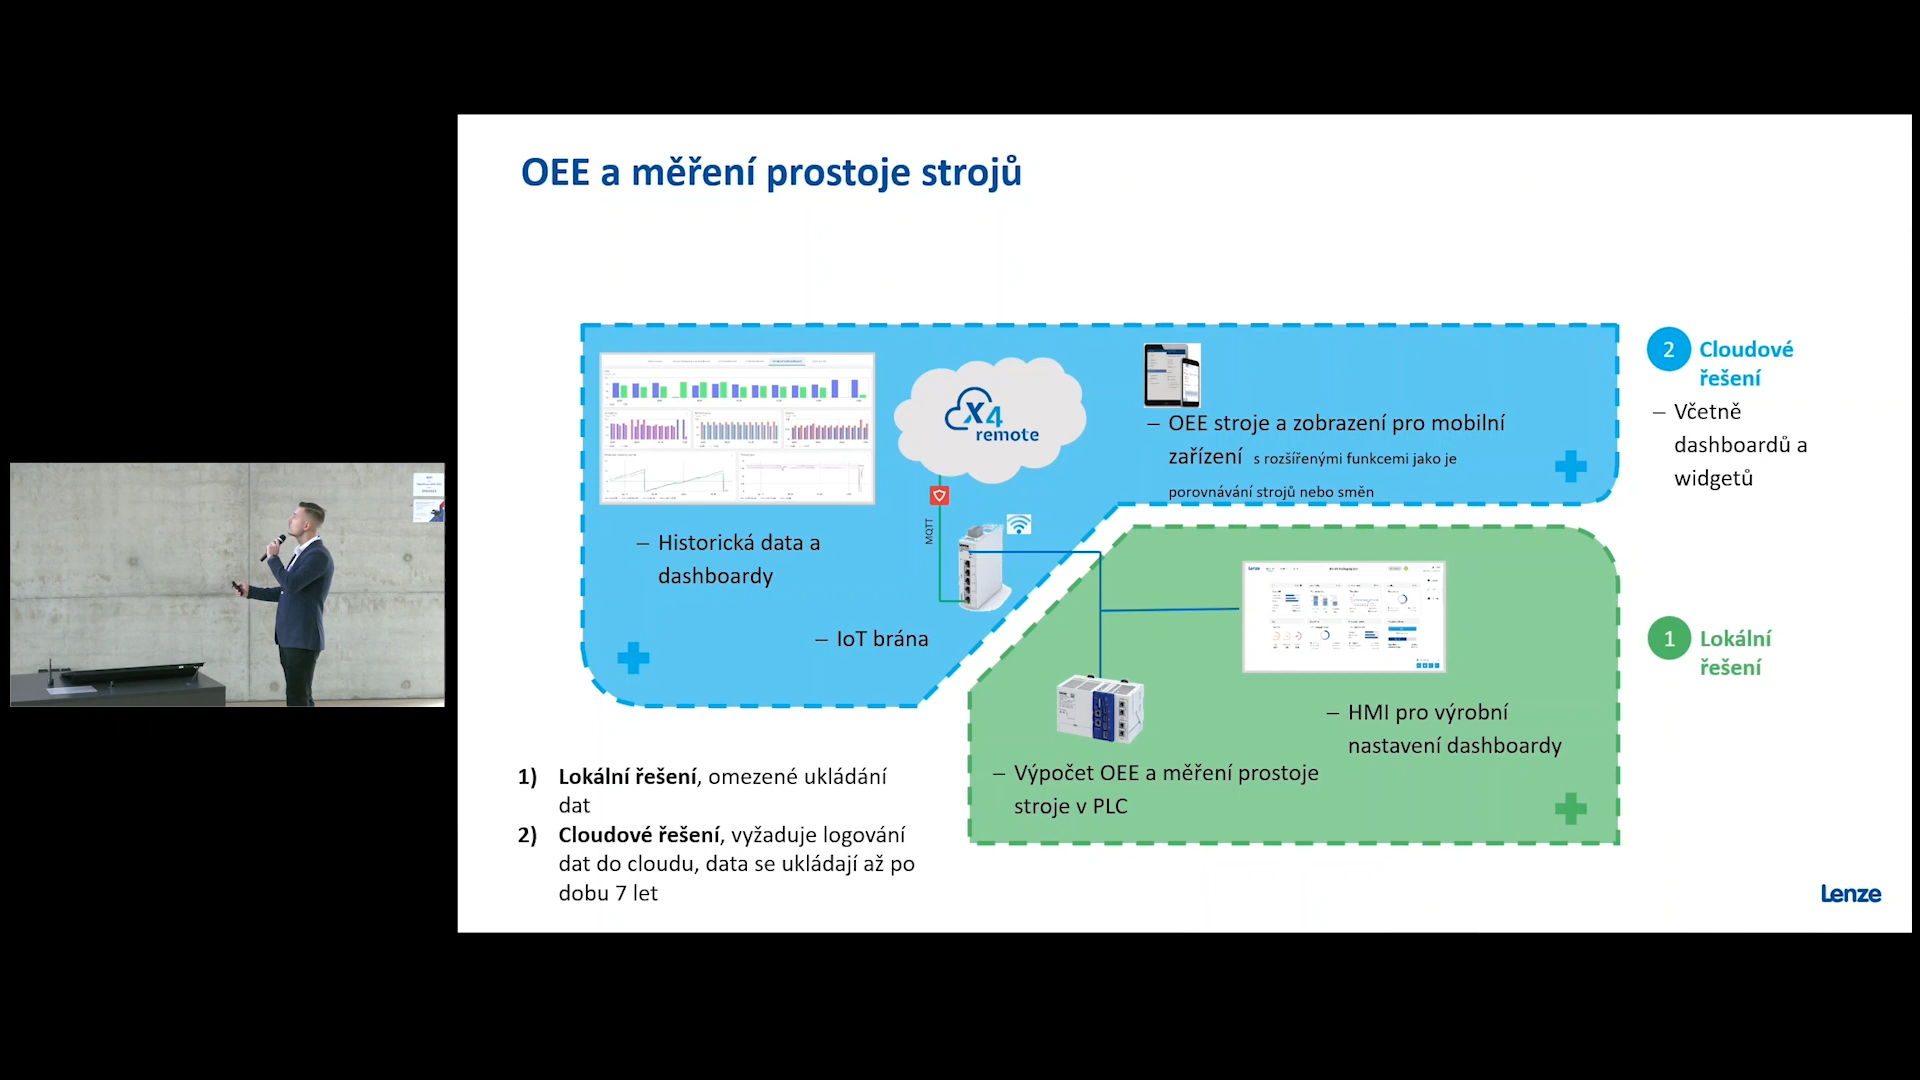 OEE a měření prostoje strojů
X4
remote
MQTT
– Historická data a
dashboardy
– IoT brána
– OEE stroje a zobrazení pro mobilní
zařízení s rozšířenými funkcemi jako je
porovnávání strojů nebo směn
2 Cloudové
řešení
– Včetně
dashboardů a
widgetů
1 Lokální
řešení
– HMI pro výrobní
nastavení dashboardy
– Výpočet OEE a měření prostoje
stroje v PLC
1) Lokální řešení, omezené ukládání
dat
2) Cloudové řešení, vyžaduje logování
dat do cloudu, data se ukládají až po
dobu 7 let
Lenze